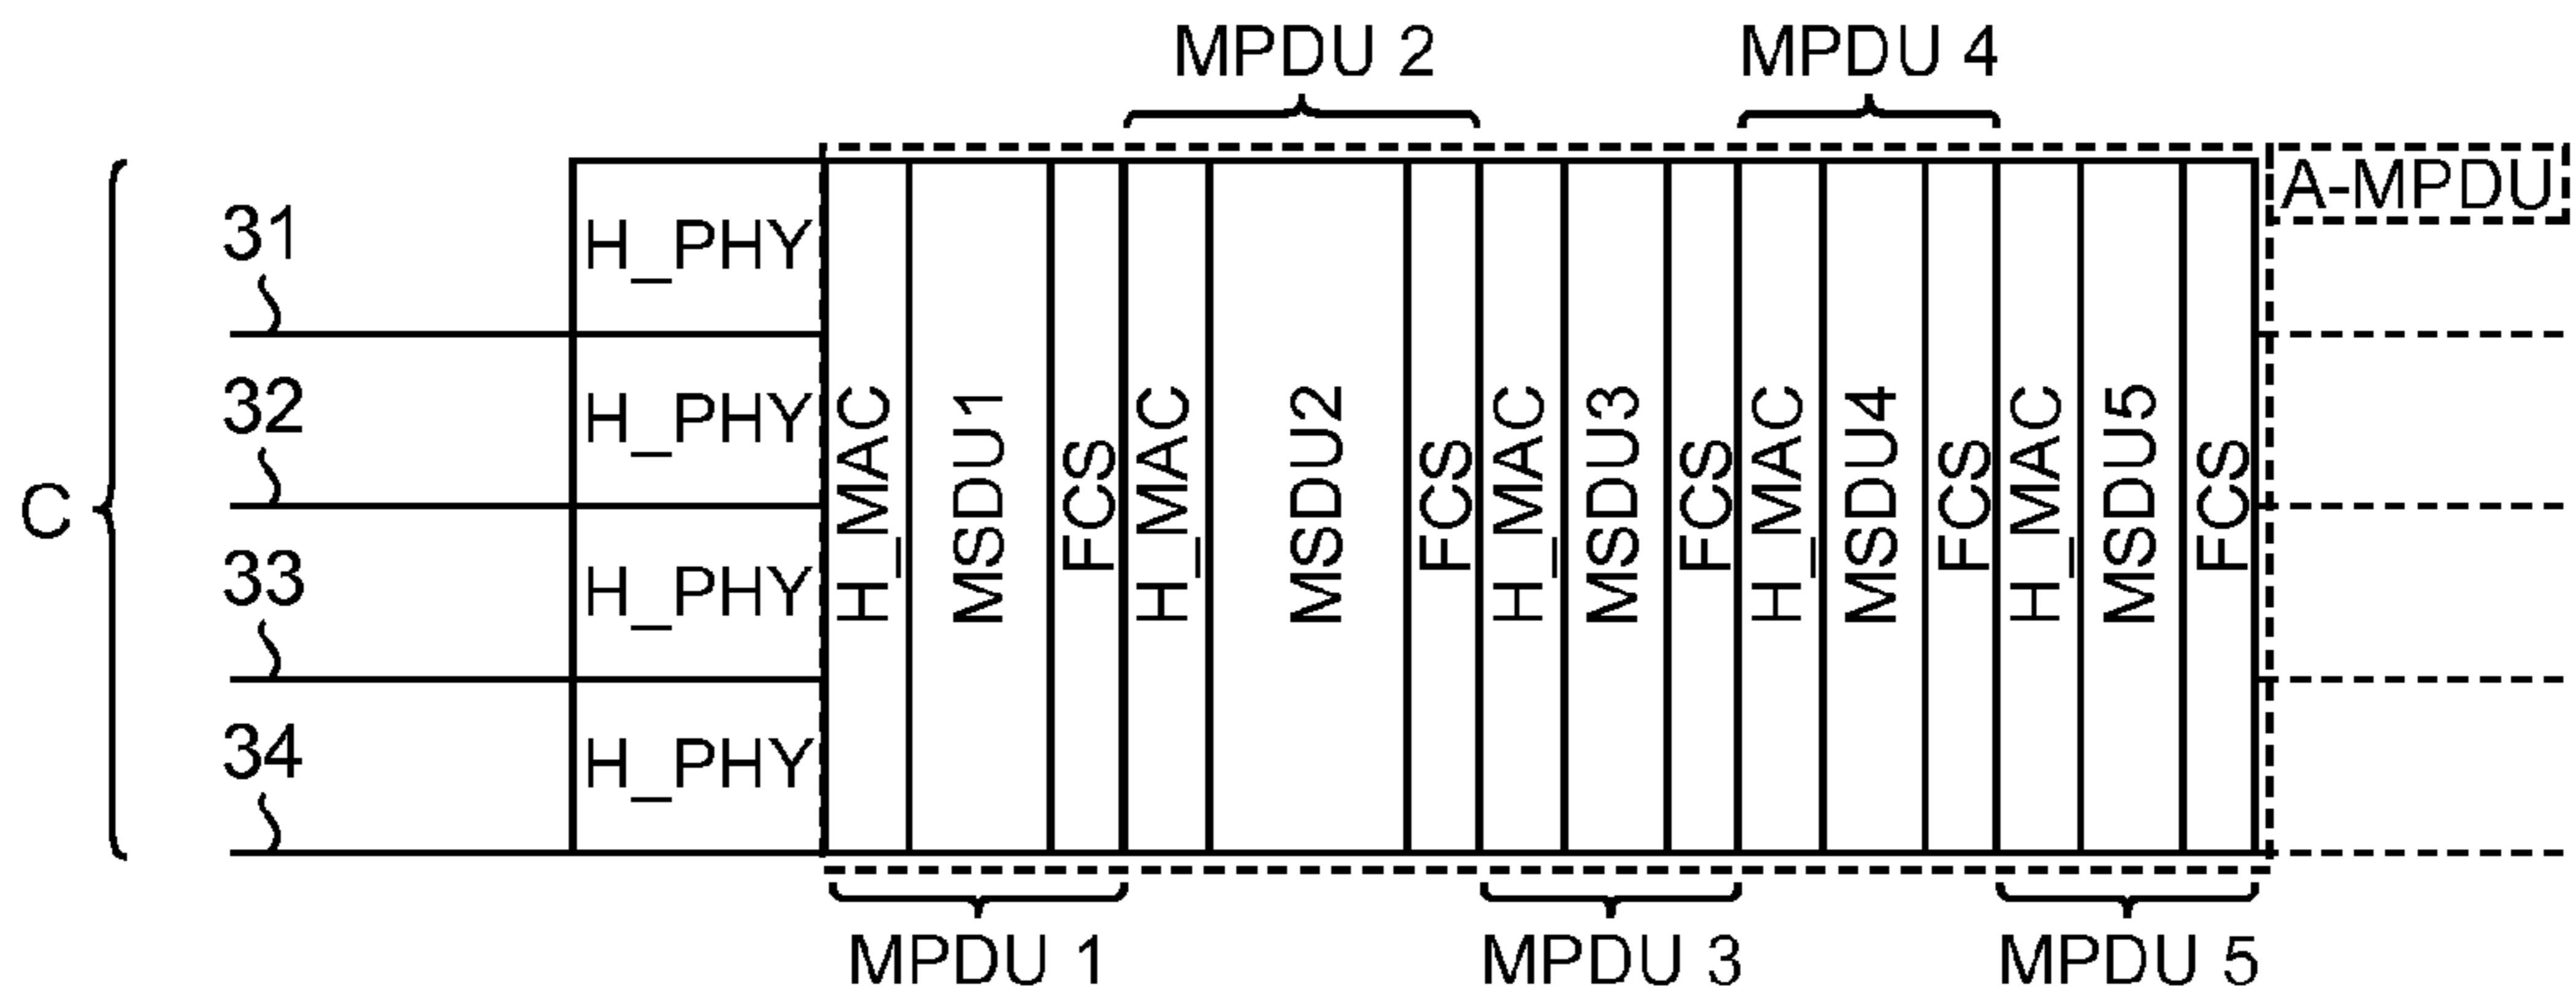 MPDU 2
MPDU 4
A-MPDU
31
H_PHY
32
H_PHY
C
33
H_PHY
34
H_PHY
H_MAC
MSDU1
FCS
H_MAC
MSDU2
FCS
H_MAC
MSDU3
FCS
H_MAC
MSDU4
FCS
H_MAC
MSDU5
FCS
MPDU 1
MPDU 3
MPDU 5